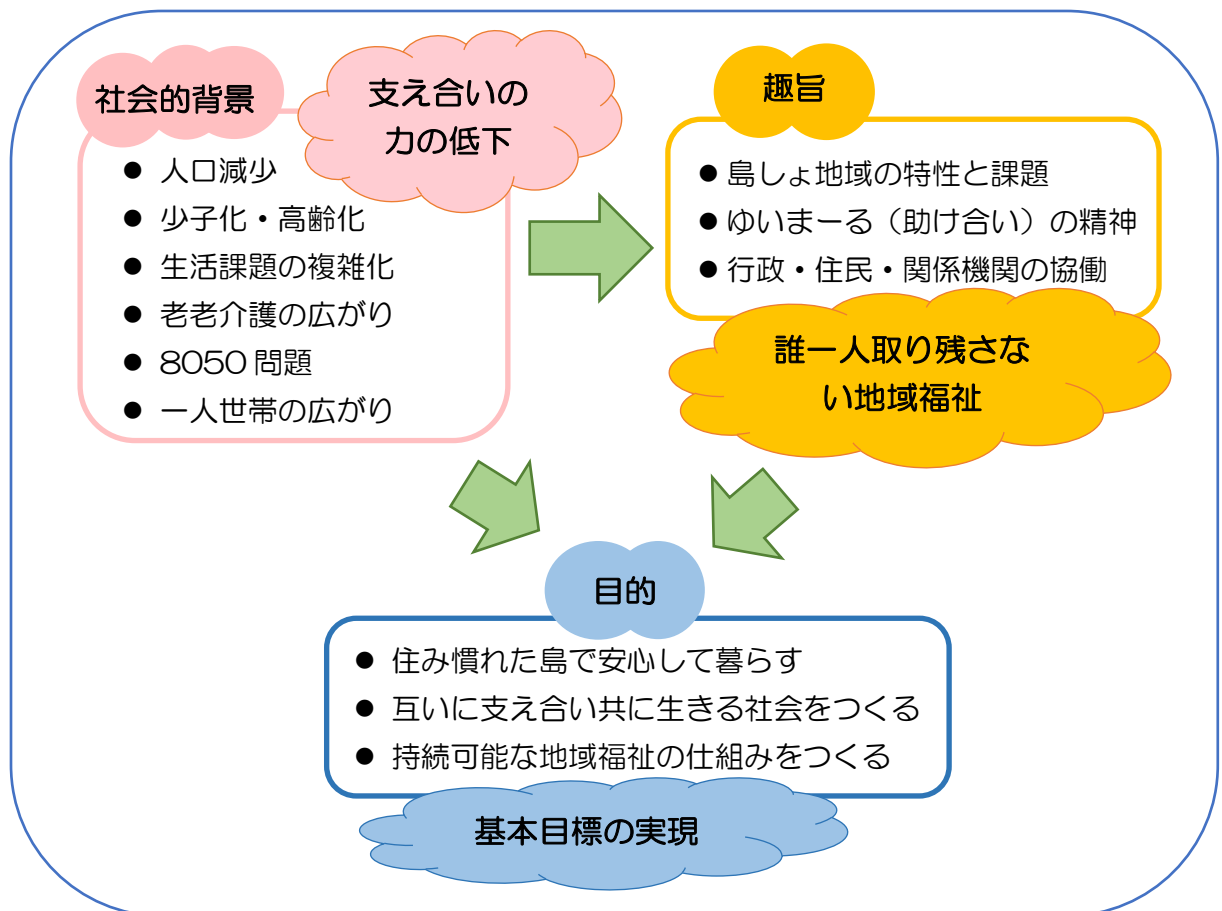 社会的背景
支え合いの
力の低下
● 人口減少
● 少子化・高齢化
● 生活課題の複雑化
● 老老介護の広がり
● 8050 問題
● 一人世帯の広がり
趣旨
● 島しょ地域の特性と課題
● ゆいまーる（助け合い）の精神
● 行政・住民・関係機関の協働
誰一人取り残さな
い地域福祉
目的
● 住み慣れた島で安心して暮らす
● 互いに支え合い共に生きる社会をつくる
● 持続可能な地域福祉の仕組みをつくる
基本目標の実現